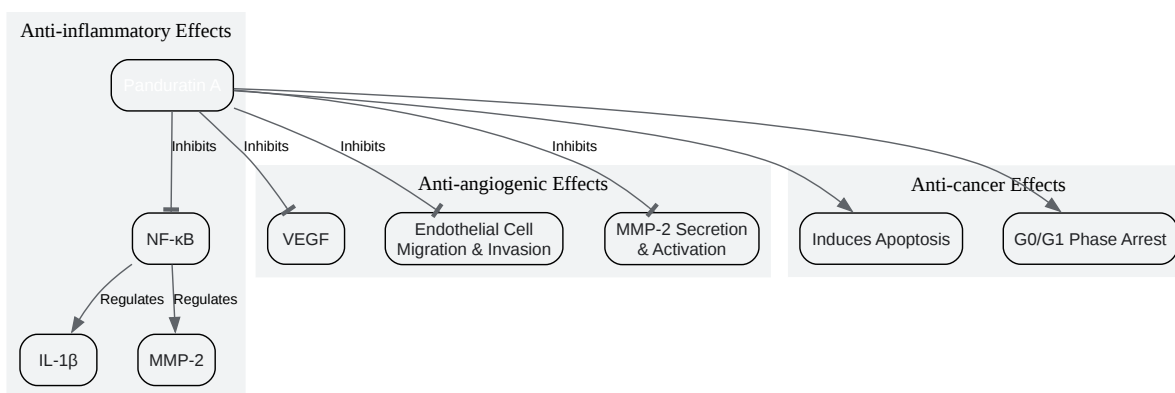 Anti-inflammatory Effects
Panduratin A
Inhibits
Inhibits
Inhibits
Inhibits
Anti-angiogenic Effects
Anti-cancer Effects
NF-κB
VEGF
Endothelial Cell
Migration & Invasion
MMP-2 Secretion
& Activation
Induces Apoptosis
G0/G1 Phase Arrest
Regulates
Regulates
IL-1β
MMP-2